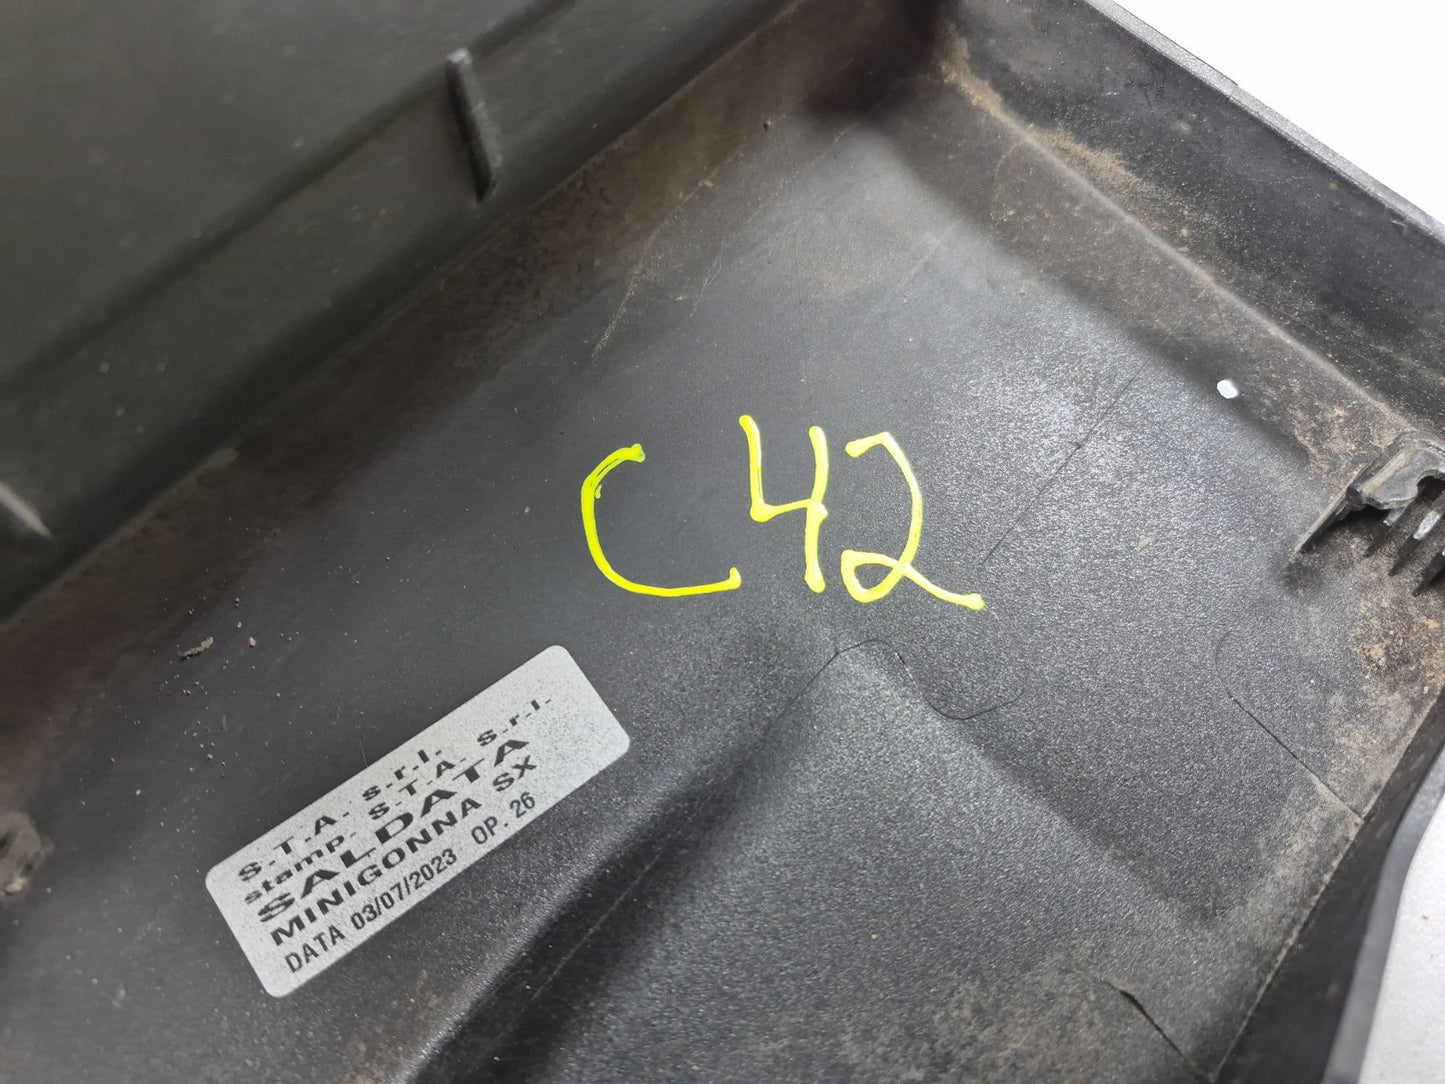 C42
S.T.A. s.r.l.
stamp. S.T.A. s.r.l.
SALDATA
MINIGONNA SX
DATA 03/07/2023 OP. 26